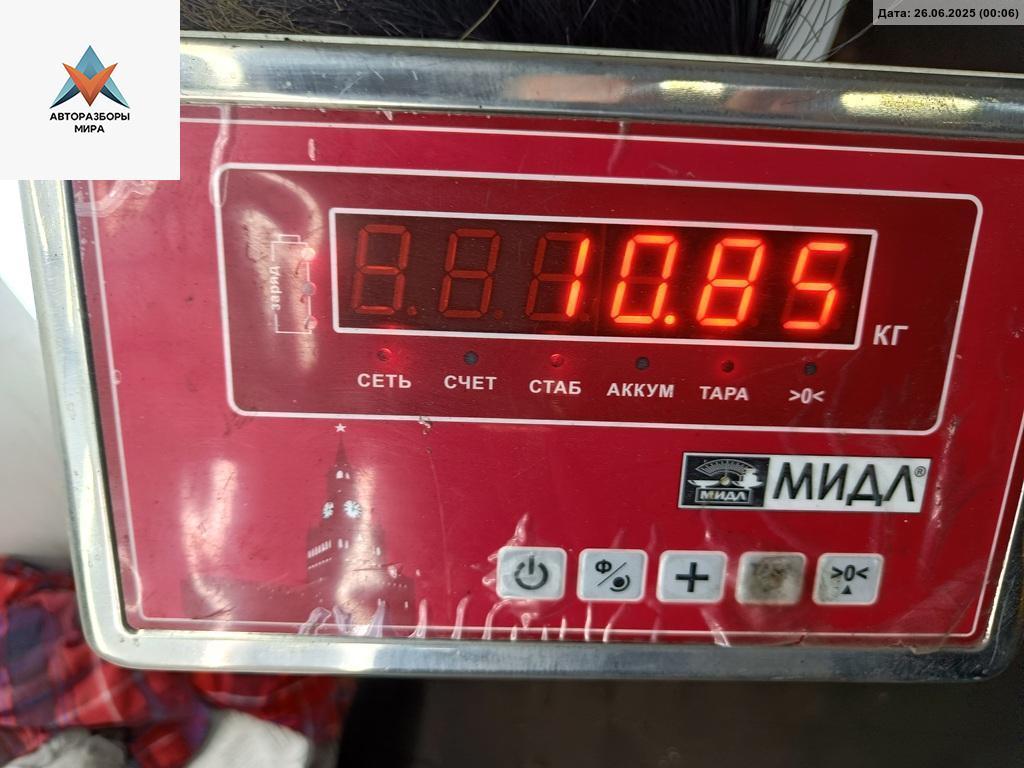 Дата: 26.06.2025 (00:06)
АВТОРАЗБОРЫ
МИРА
заряд
10.85
КГ
СЕТЬ СЧЕТ СТАБ АККУМ ТАРА >0<
МИДЛ МИДЛ®
Ф
+
>0<